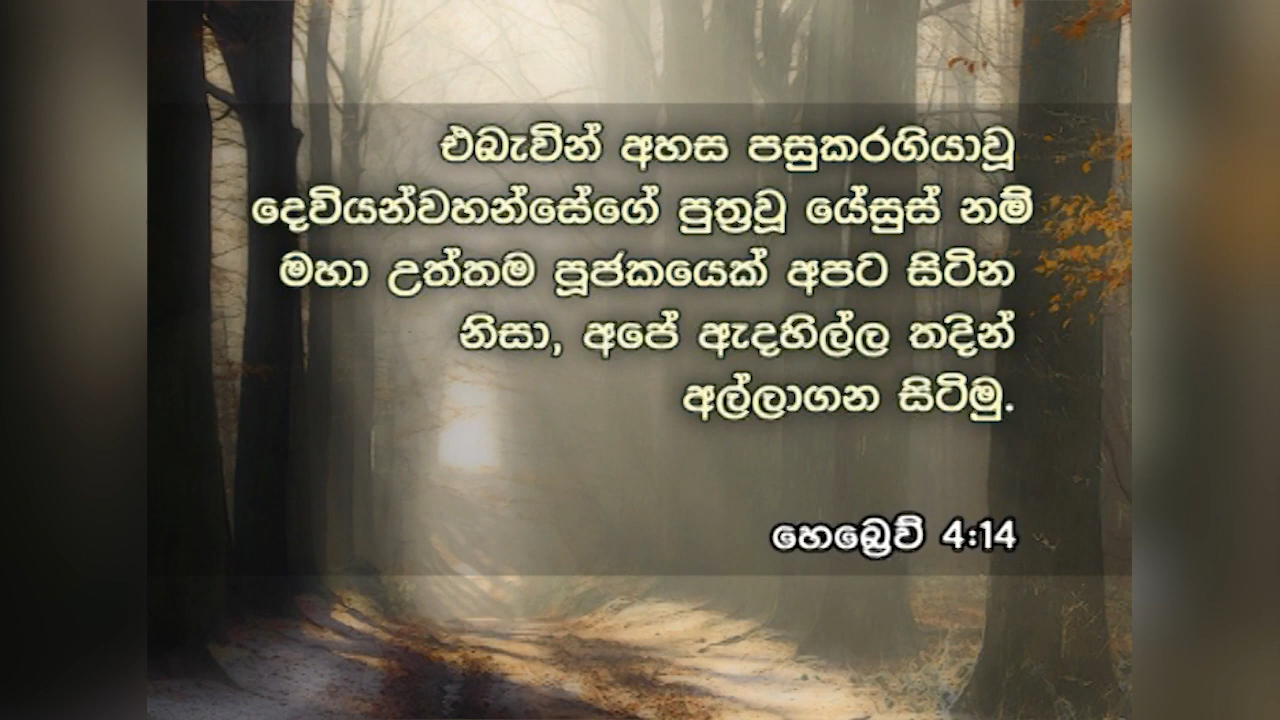 එබැවින් අහස පසුකරගියාවූ
දෙවියන්වහන්සේගේ පුත්‍රවූ යේසුස් නම්
මහා උත්තම පූජකයෙක් අපට සිටින
නිසා, අපේ ඇදහිල්ල තදින්
අල්ලාගන සිටිමු.
හෙබ්‍රෙව් 4:14